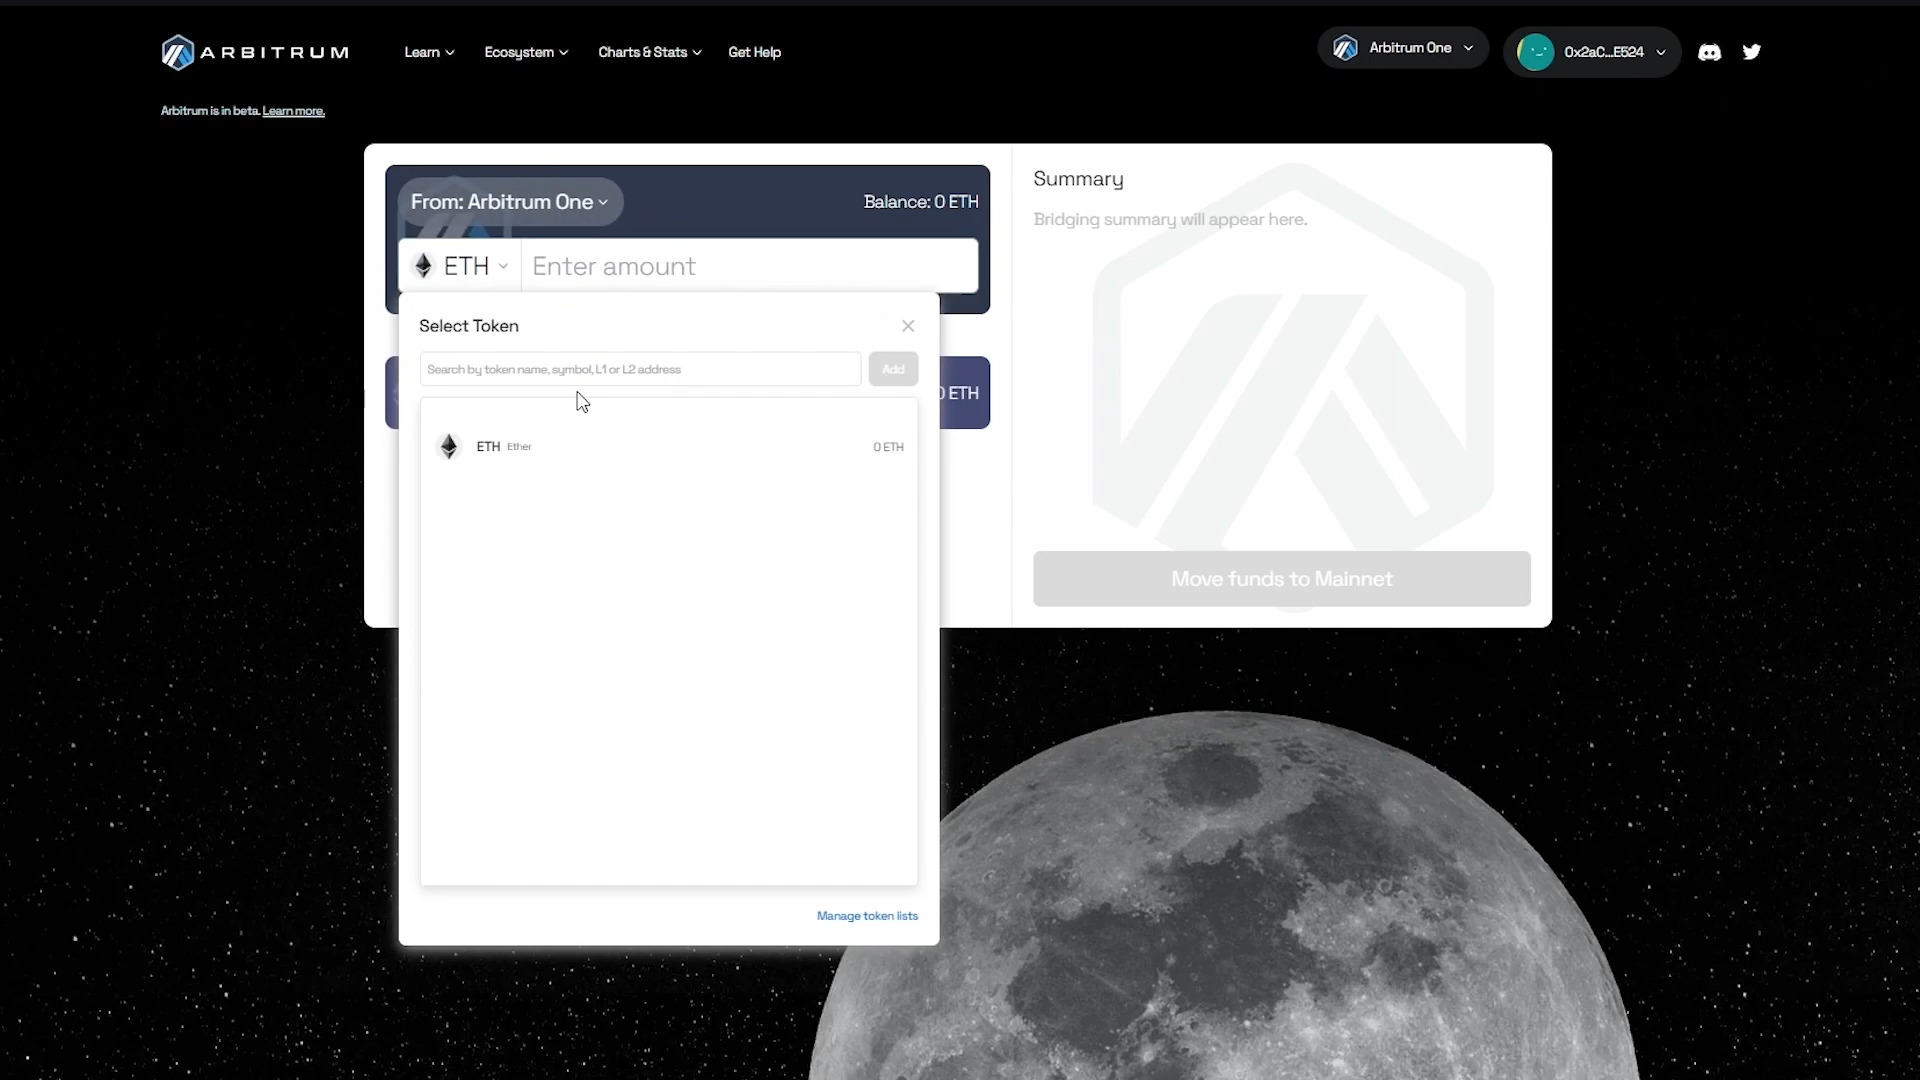 ARBITRUM
Learn
Ecosystem
Charts & Stats
Get Help
Arbitrum One
0x2aC...E524
Arbitrum is in beta. Learn more.
From: Arbitrum One
Balance: 0 ETH
ETH
Enter amount
Select Token
Search by token name, symbol, L1 or L2 address
Add
0 ETH
ETH Ether
0 ETH
Manage token lists
Summary
Bridging summary will appear here.
Move funds to Mainnet